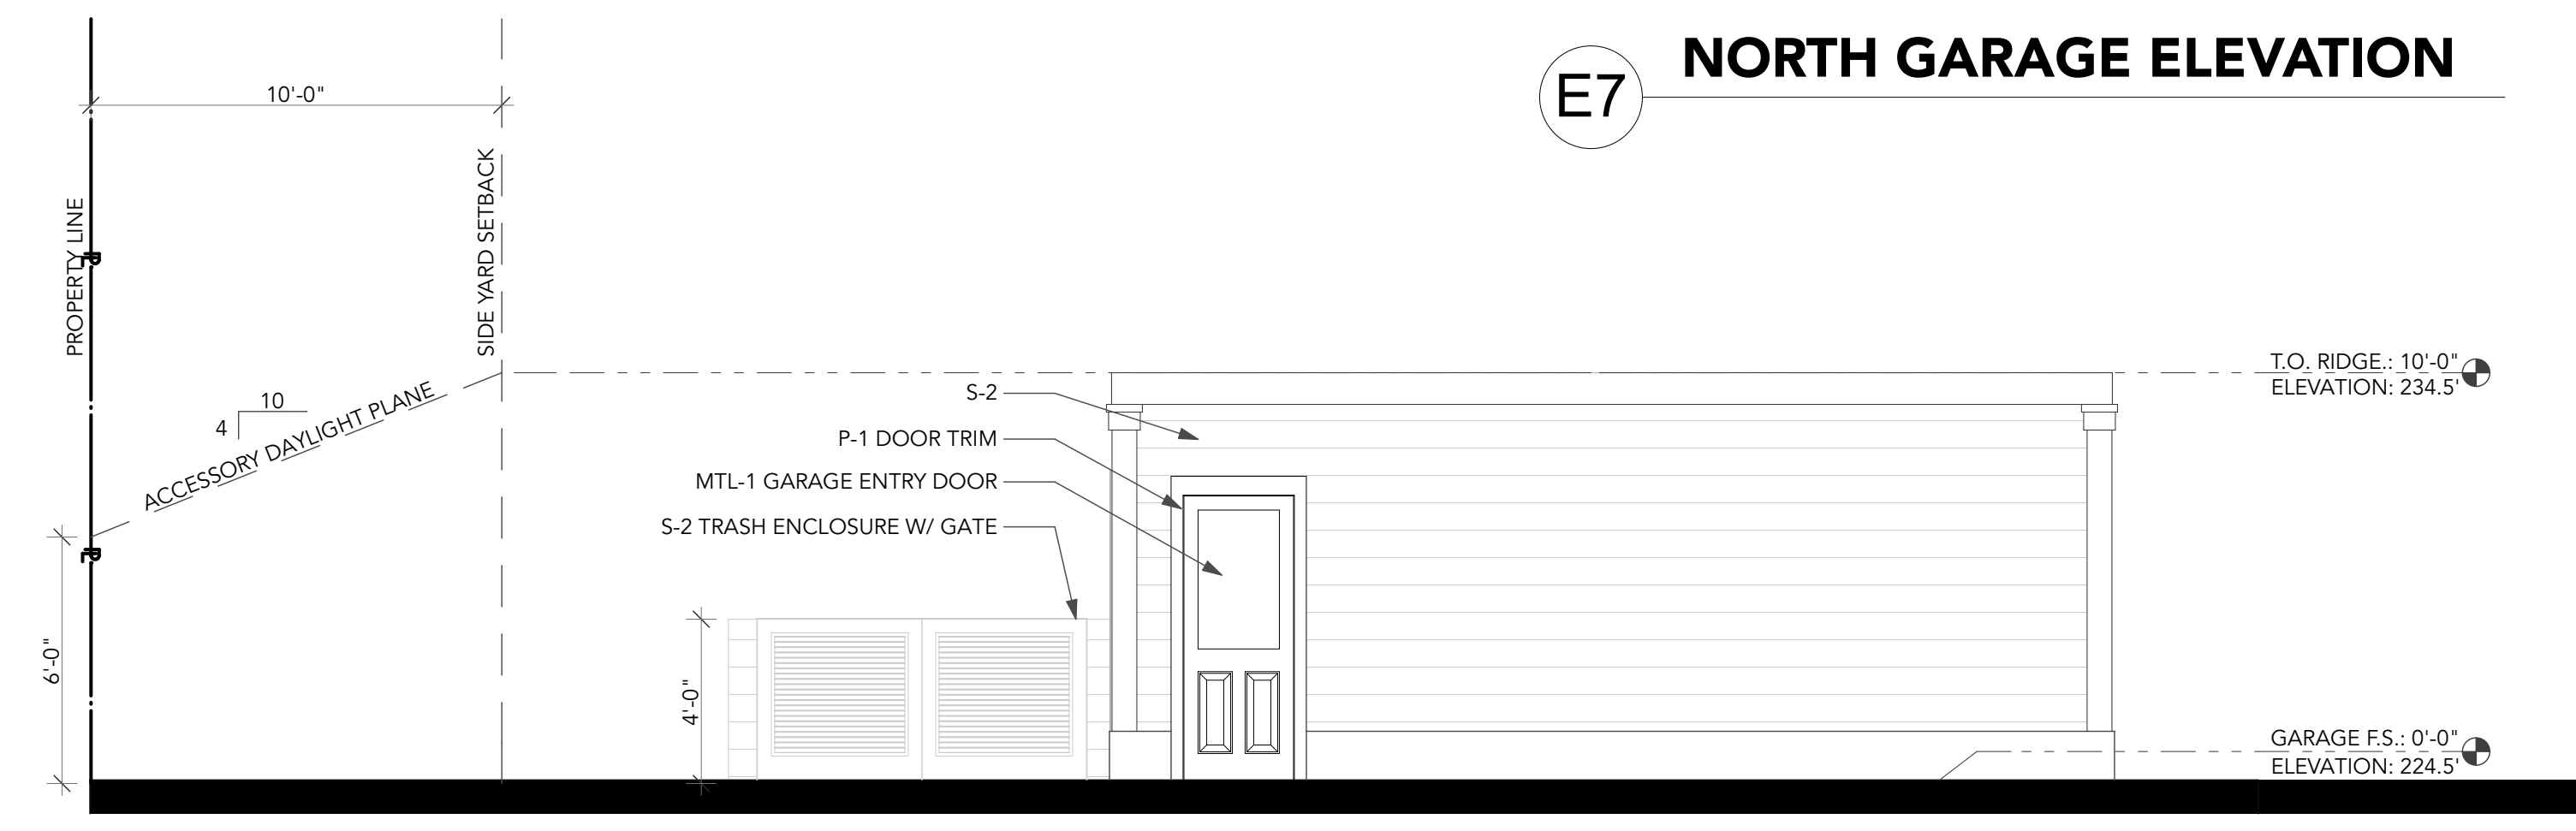 NORTH GARAGE ELEVATION
E7
10'-0"
PROPERTY LINE
SIDE YARD SETBACK
PL
10
4
ACCESSORY DAYLIGHT PLANE
PL
6'-0"
S-2
P-1 DOOR TRIM
MTL-1 GARAGE ENTRY DOOR
S-2 TRASH ENCLOSURE W/ GATE
4'-0"
T.O. RIDGE.: 10'-0"
ELEVATION: 234.5'
GARAGE F.S.: 0'-0"
ELEVATION: 224.5'